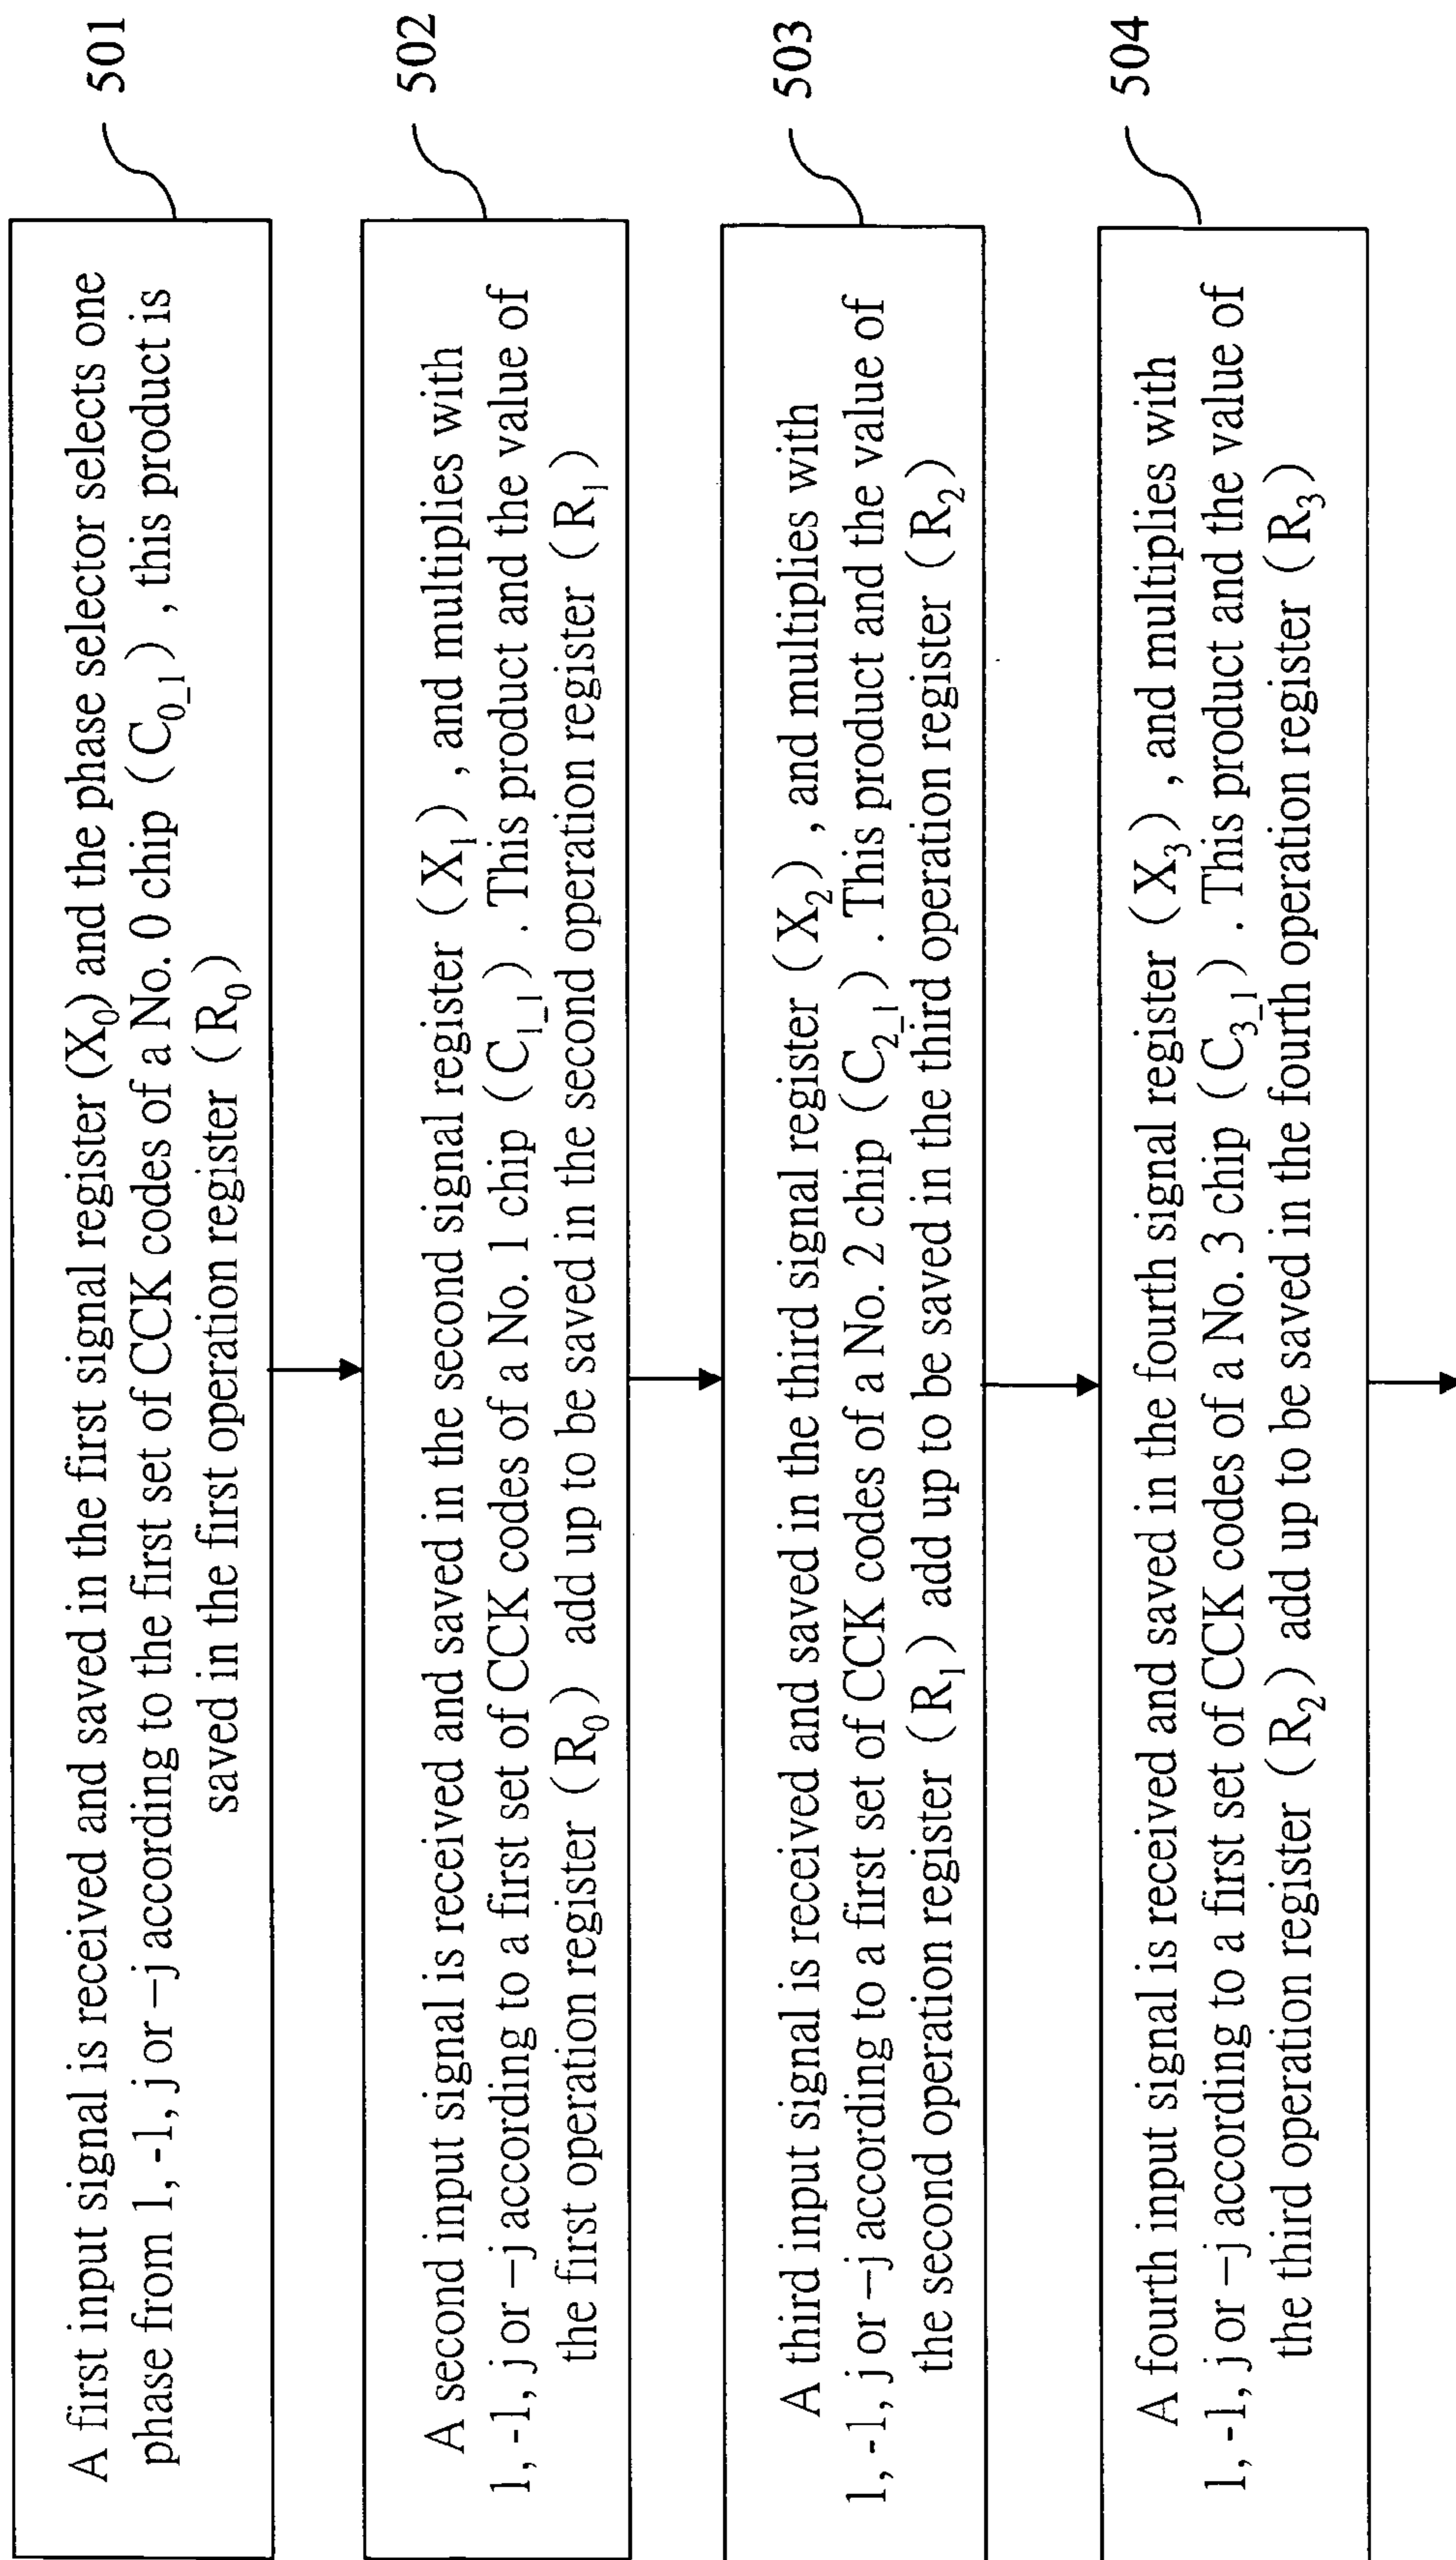 A first input signal is received and saved in the first signal register (X0) and the phase selector selects one
phase from 1, -1, j or –j according to the first set of CCK codes of a No. 0 chip (C0_1) , this product is
saved in the first operation register (R0)
501
A second input signal is received and saved in the second signal register (X1) , and multiplies with
1, -1, j or –j according to a first set of CCK codes of a No. 1 chip (C1_1) . This product and the value of
the first operation register (R0) add up to be saved in the second operation register (R1)
502
A third input signal is received and saved in the third signal register (X2) , and multiplies with
1, -1, j or –j according to a first set of CCK codes of a No. 2 chip (C2_1) . This product and the value of
the second operation register (R1) add up to be saved in the third operation register (R2)
503
A fourth input signal is received and saved in the fourth signal register (X3) , and multiplies with
1, -1, j or –j according to a first set of CCK codes of a No. 3 chip (C3_1) . This product and the value of
the third operation register (R2) add up to be saved in the fourth operation register (R3)
504